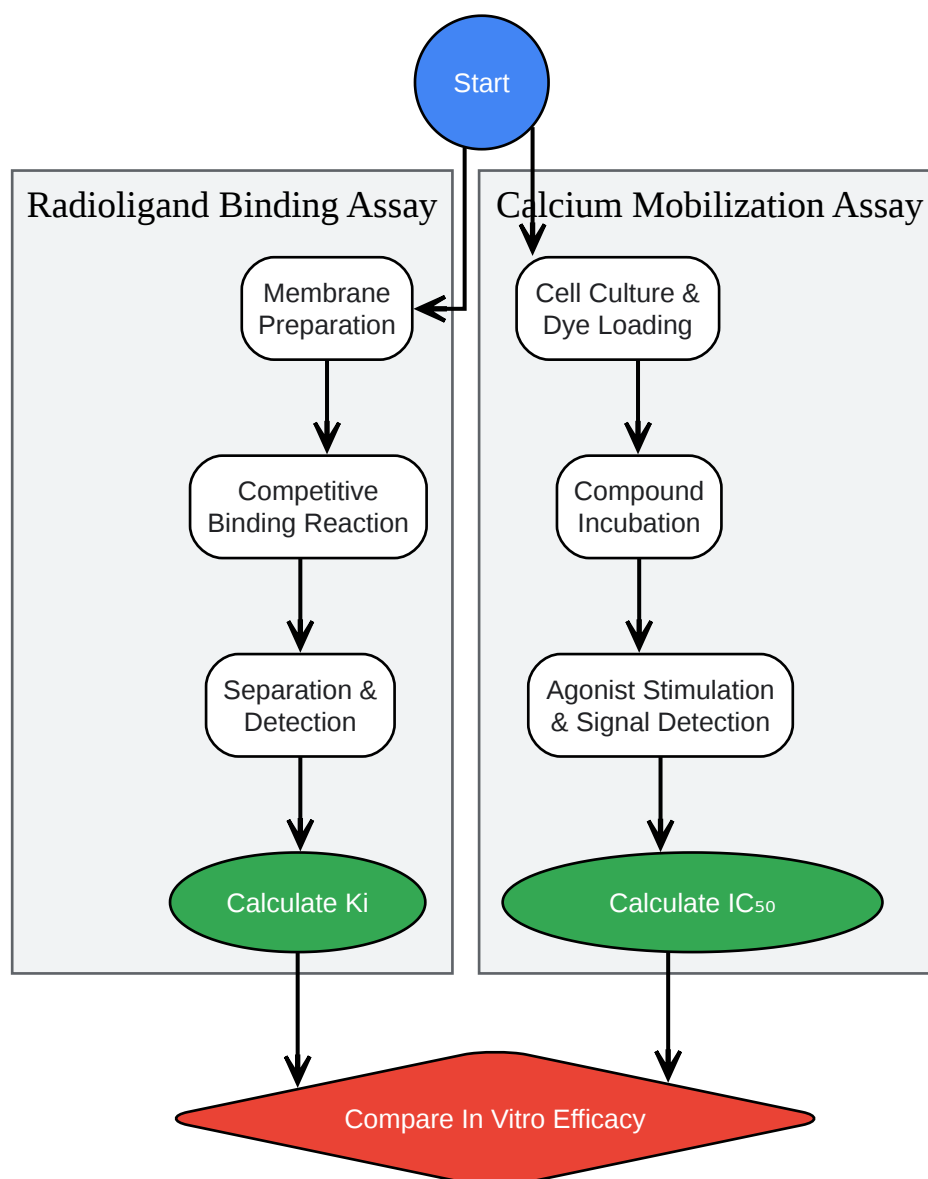 Start
Radioligand Binding Assay
Membrane
Preparation
Competitive
Binding Reaction
Separation &
Detection
Calculate Ki
Calcium Mobilization Assay
Cell Culture &
Dye Loading
Compound
Incubation
Agonist Stimulation
& Signal Detection
Calculate IC₅₀
Compare In Vitro Efficacy